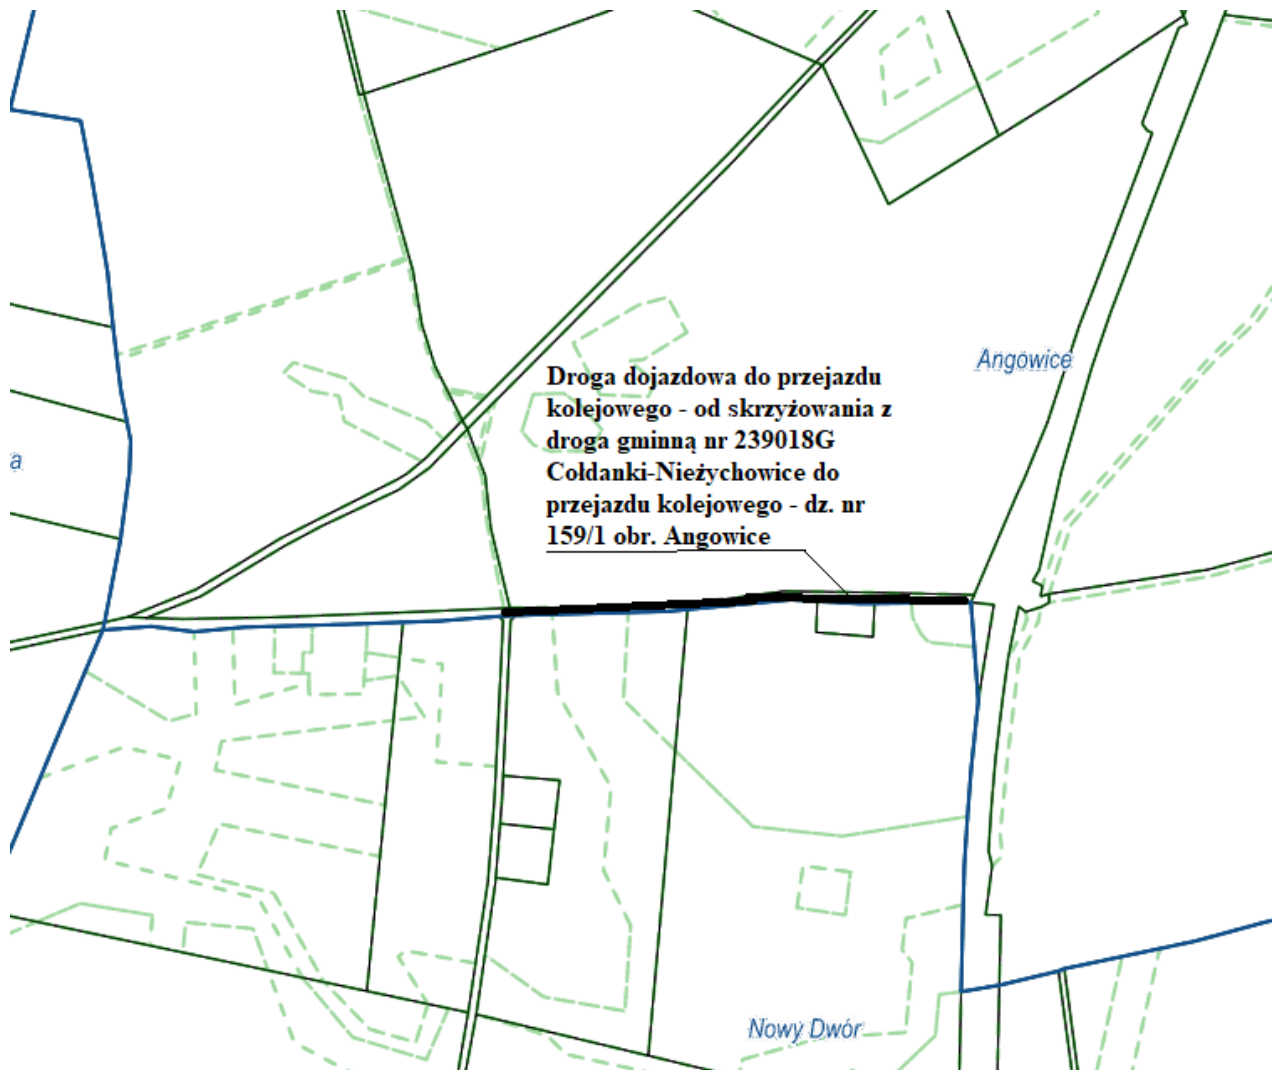 Angowice
Droga dojazdowa do przejazdu
kolejowego - od skrzyżowania z
droga gminną nr 239018G
Cołdanki-Nieżychowice do
przejazdu kolejowego - dz. nr
159/1 obr. Angowice
ą
Nowy Dwór